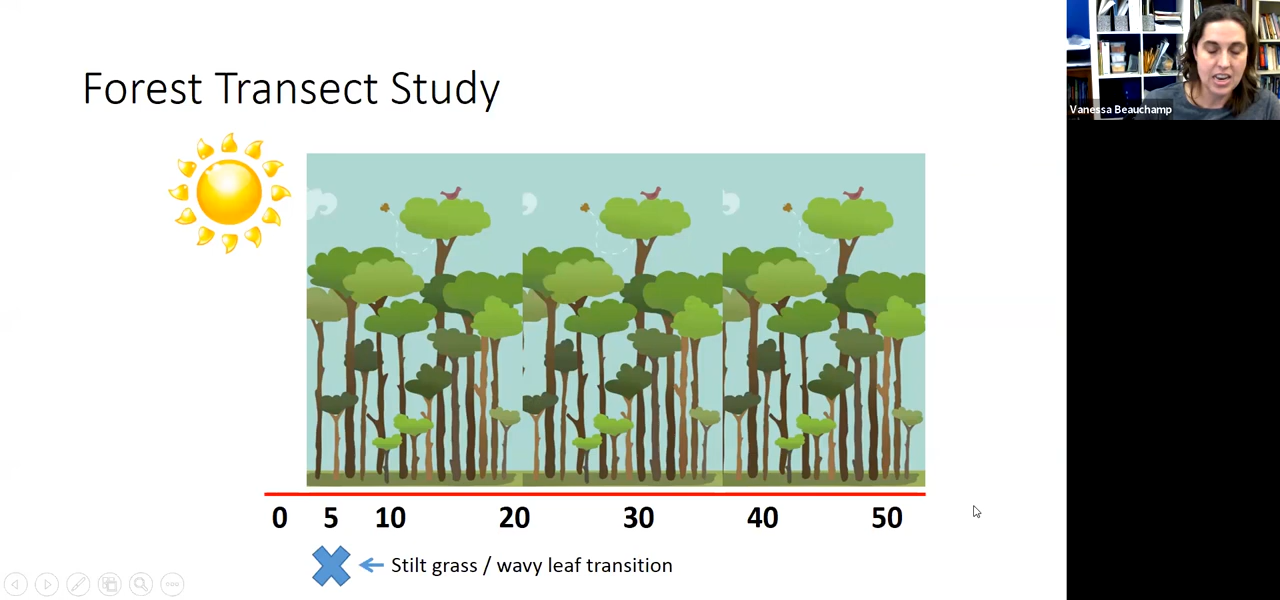 Forest Transect Study
Vanessa Beauchamp
0 5 10 20 30 40 50
Stilt grass / wavy leaf transition